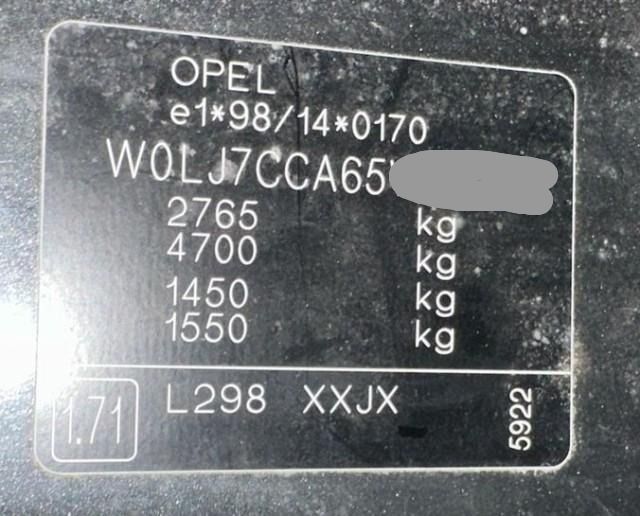 OPEL
e1*98/14*0170
W0LJ7CCA65
2765 kg
4700 kg
1450 kg
1550 kg
1.71 L298 XXJX 5922